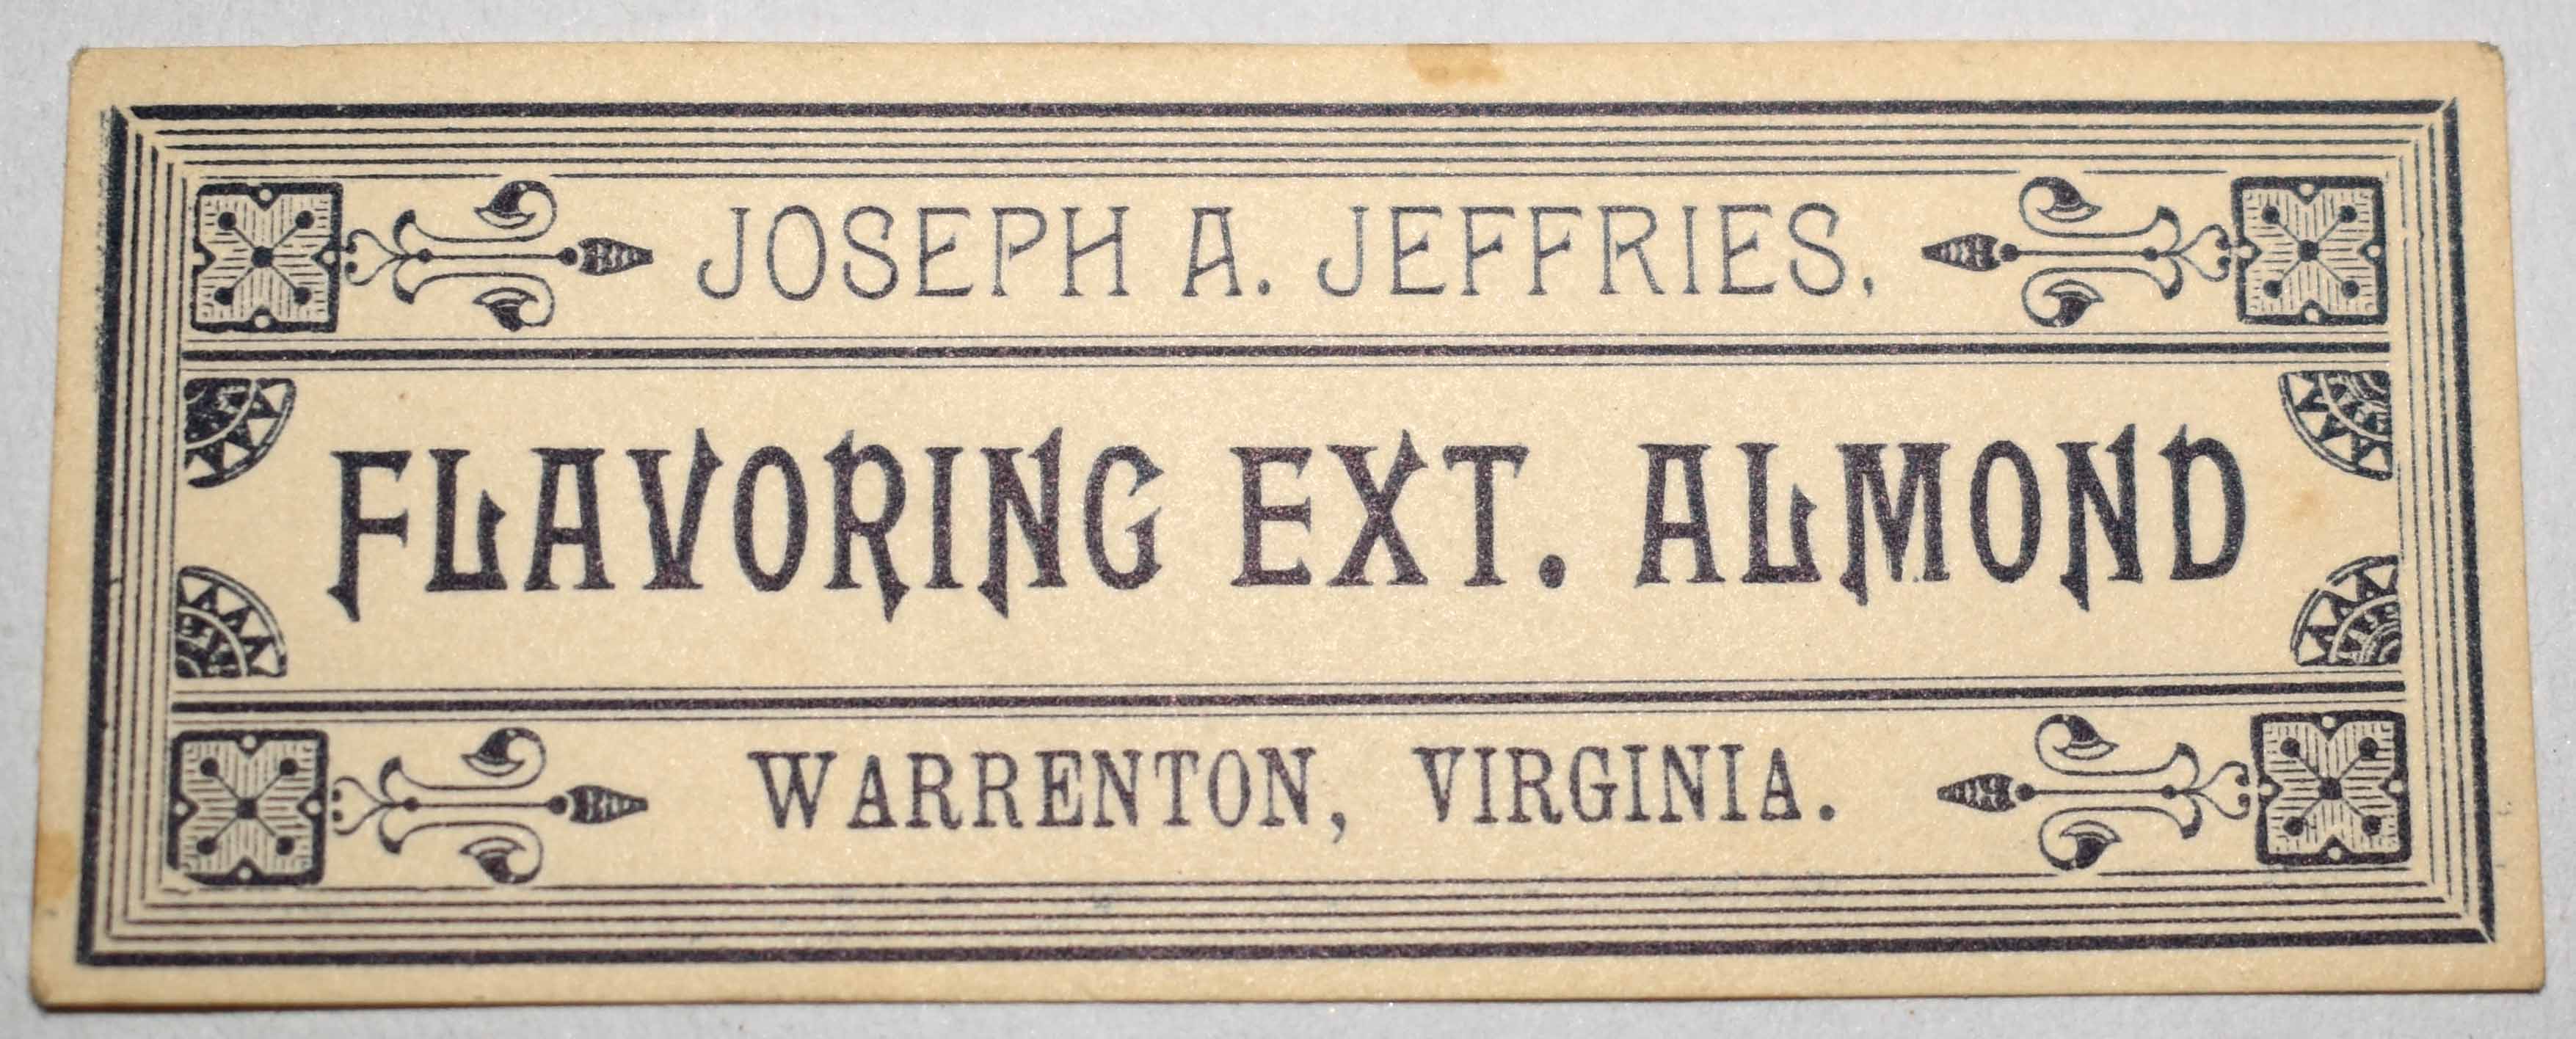 JOSEPH A. JEFFRIES,
FLAVORING EXT. ALMOND
WARRENTON, VIRGINIA.